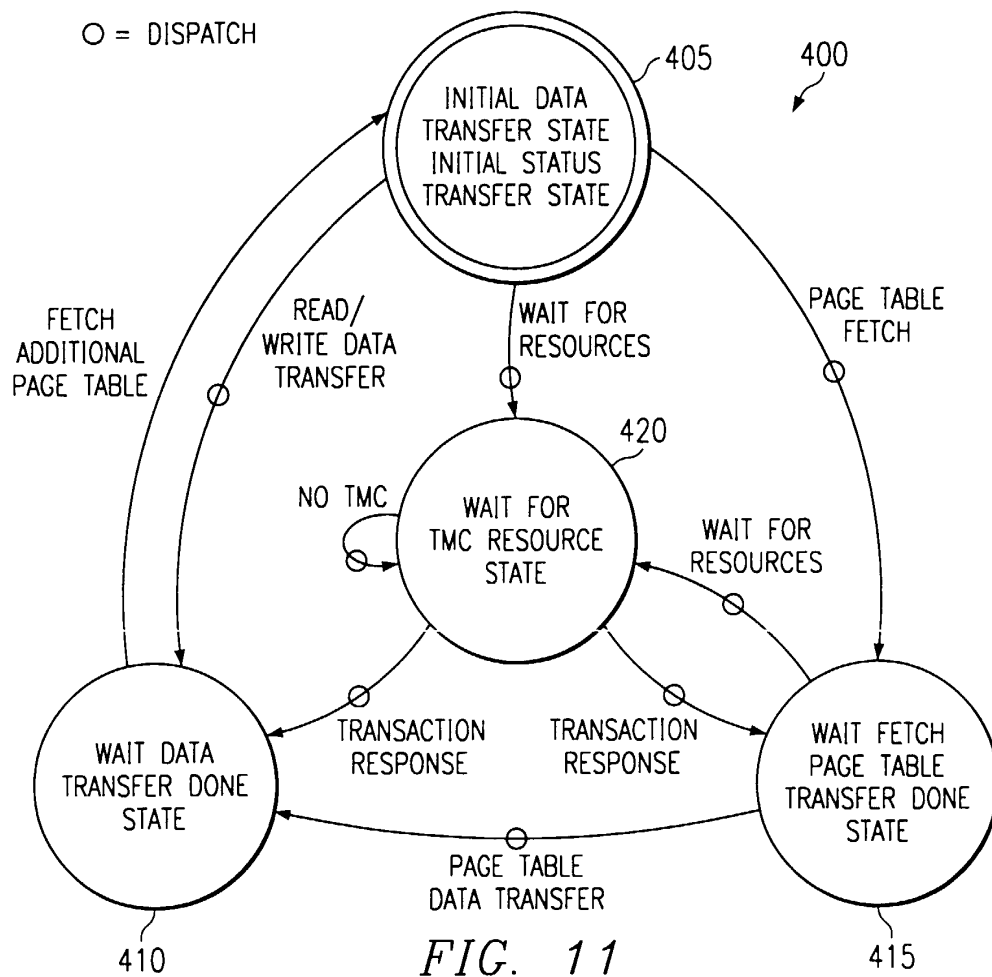 O = DISPATCH
405
400
INITIAL DATA
TRANSFER STATE
INITIAL STATUS
TRANSFER STATE
FETCH
ADDITIONAL
PAGE TABLE
READ/
WRITE DATA
TRANSFER
WAIT FOR
RESOURCES
PAGE TABLE
FETCH
420
NO TMC
WAIT FOR
TMC RESOURCE
STATE
WAIT FOR
RESOURCES
TRANSACTION
RESPONSE
TRANSACTION
RESPONSE
WAIT DATA
TRANSFER DONE
STATE
WAIT FETCH
PAGE TABLE
TRANSFER DONE
STATE
PAGE TABLE
DATA TRANSFER
410
FIG. 11
415